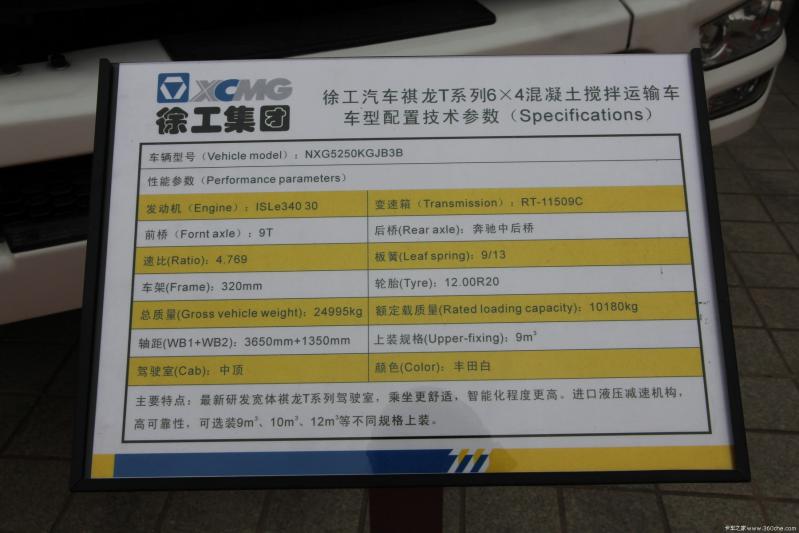 XCMG
徐工集团
徐工汽车祺龙T系列6×4混凝土搅拌运输车
车型配置技术参数（Specifications）
车辆型号（Vehicle model）：NXG5250KGJB3B
性能参数（Performance parameters）
发动机（Engine）：ISLe340 30 变速箱（Transmission）：RT-11509C
前桥（Fornt axle）：9T 后桥(Rear axle)：奔驰中后桥
速比(Ratio)：4.769 板簧(Leaf spring)：9/13
车架(Frame)：320mm 轮胎(Tyre)：12.00R20
总质量(Gross vehicle weight)：24995kg 额定载质量(Rated loading capacity)：10180kg
轴距(WB1+WB2)：3650mm+1350mm 上装规格(Upper-fixing)：9m³
驾驶室(Cab)：中顶 颜色(Color)：丰田白
主要特点：最新研发宽体祺龙T系列驾驶室，乘坐更舒适，智能化程度更高。进口液压减速机构，
高可靠性，可选装9m³、10m³、12m³等不同规格上装。
卡车之家 www.360che.com